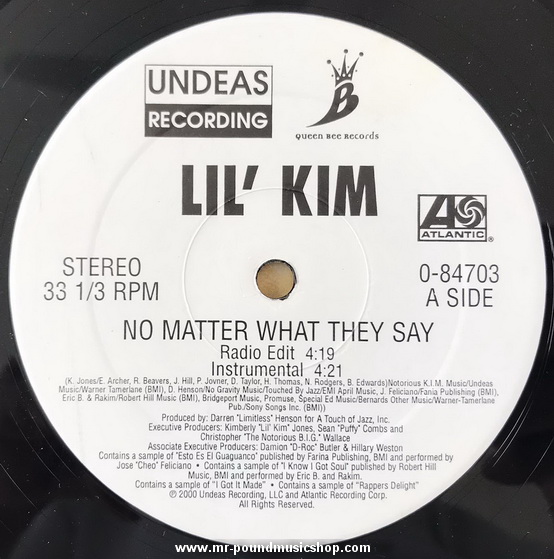 UNDEAS
RECORDING
B
Queen Bee Records
LIL' KIM
ATLANTIC®
STEREO
33 1/3 RPM
0-84703
A SIDE
NO MATTER WHAT THEY SAY
Radio Edit 4:19
Instrumental 4:21
(K. Jones/E. Archer, R. Beavers, J. Hill, P. Jovner, D. Taylor, H. Thomas, N. Rodgers, B. Edwards)Notorious K.I.M. Music/Undeas
Music/Warner Tamerlane (BMI), D. Henson/No Gravity Music/Touched By Jazz/EMI April Music, J. Feliciano/Fania Publishing (BMI),
Eric B. & Rakim/Robert Hill Music (BMI), Bridgeport Music, Promuse, Special Ed Music/Bernards Other Music/Warner-Tamerlane
Pub./Sony Songs Inc. (BMI))
Produced by: Darren "Limitless" Henson for A Touch of Jazz, Inc.
Executive Producers: Kimberly "Lil' Kim" Jones, Sean "Puffy" Combs and
Christopher "The Notorious B.I.G." Wallace
Associate Executive Producers: Damion "D-Roc" Butler & Hillary Weston
Contains a sample of "Esto Es El Guaguanco" published by Farina Publishing, BMI and performed by
Jose "Cheo" Feliciano • Contains a sample of "I Know I Got Soul" published by Robert Hill
Music, BMI and performed by Eric B. and Rakim.
Contains a sample of "I Got It Made" • Contains a sample of "Rappers Delight"
℗ 2000 Undeas Recording, LLC and Atlantic Recording Corp.
All Rights Reserved.
www.mr-poundmusicshop.com